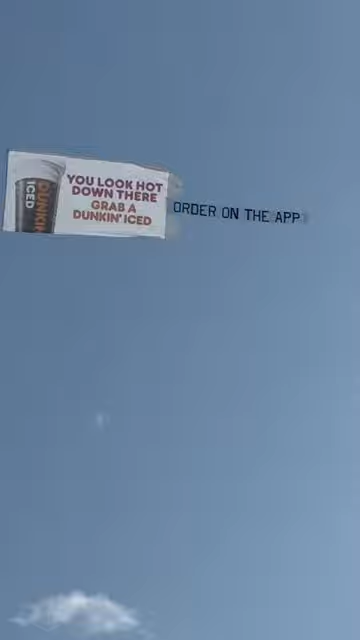 YOU LOOK HOT
DOWN THERE
GRAB A
DUNKIN' ICED
DUNKIN'
ICED
ORDER ON THE APP